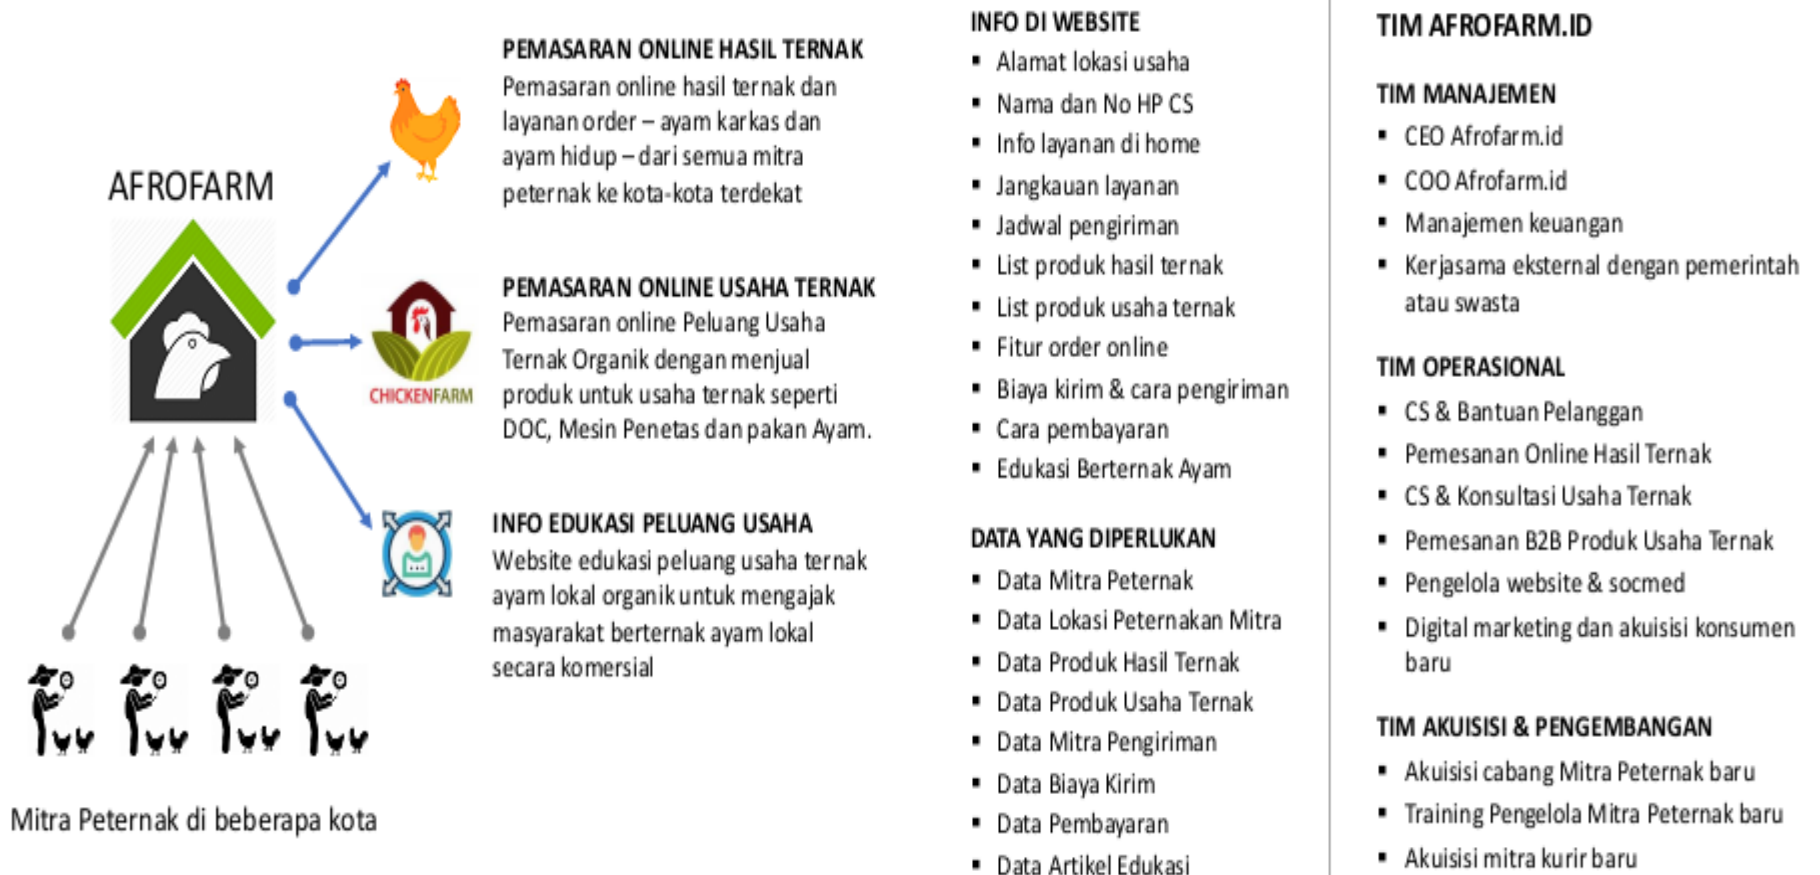 AFROFARM
Mitra Peternak di beberapa kota
PEMASARAN ONLINE HASIL TERNAK
Pemasaran online hasil ternak dan
layanan order – ayam karkas dan
ayam hidup – dari semua mitra
peternak ke kota-kota terdekat
CHICKENFARM
PEMASARAN ONLINE USAHA TERNAK
Pemasaran online Peluang Usaha
Ternak Organik dengan menjual
produk untuk usaha ternak seperti
DOC, Mesin Penetas dan pakan Ayam.
INFO EDUKASI PELUANG USAHA
Website edukasi peluang usaha ternak
ayam lokal organik untuk mengajak
masyarakat berternak ayam lokal
secara komersial
INFO DI WEBSITE
▪ Alamat lokasi usaha
▪ Nama dan No HP CS
▪ Info layanan di home
▪ Jangkauan layanan
▪ Jadwal pengiriman
▪ List produk hasil ternak
▪ List produk usaha ternak
▪ Fitur order online
▪ Biaya kirim & cara pengiriman
▪ Cara pembayaran
▪ Edukasi Berternak Ayam
DATA YANG DIPERLUKAN
▪ Data Mitra Peternak
▪ Data Lokasi Peternakan Mitra
▪ Data Produk Hasil Ternak
▪ Data Produk Usaha Ternak
▪ Data Mitra Pengiriman
▪ Data Biaya Kirim
▪ Data Pembayaran
▪ Data Artikel Edukasi
TIM AFROFARM.ID
TIM MANAJEMEN
▪ CEO Afrofarm.id
▪ COO Afrofarm.id
▪ Manajemen keuangan
▪ Kerjasama eksternal dengan pemerintah
atau swasta
TIM OPERASIONAL
▪ CS & Bantuan Pelanggan
▪ Pemesanan Online Hasil Ternak
▪ CS & Konsultasi Usaha Ternak
▪ Pemesanan B2B Produk Usaha Ternak
▪ Pengelola website & socmed
▪ Digital marketing dan akuisisi konsumen
baru
TIM AKUISISI & PENGEMBANGAN
▪ Akuisisi cabang Mitra Peternak baru
▪ Training Pengelola Mitra Peternak baru
▪ Akuisisi mitra kurir baru